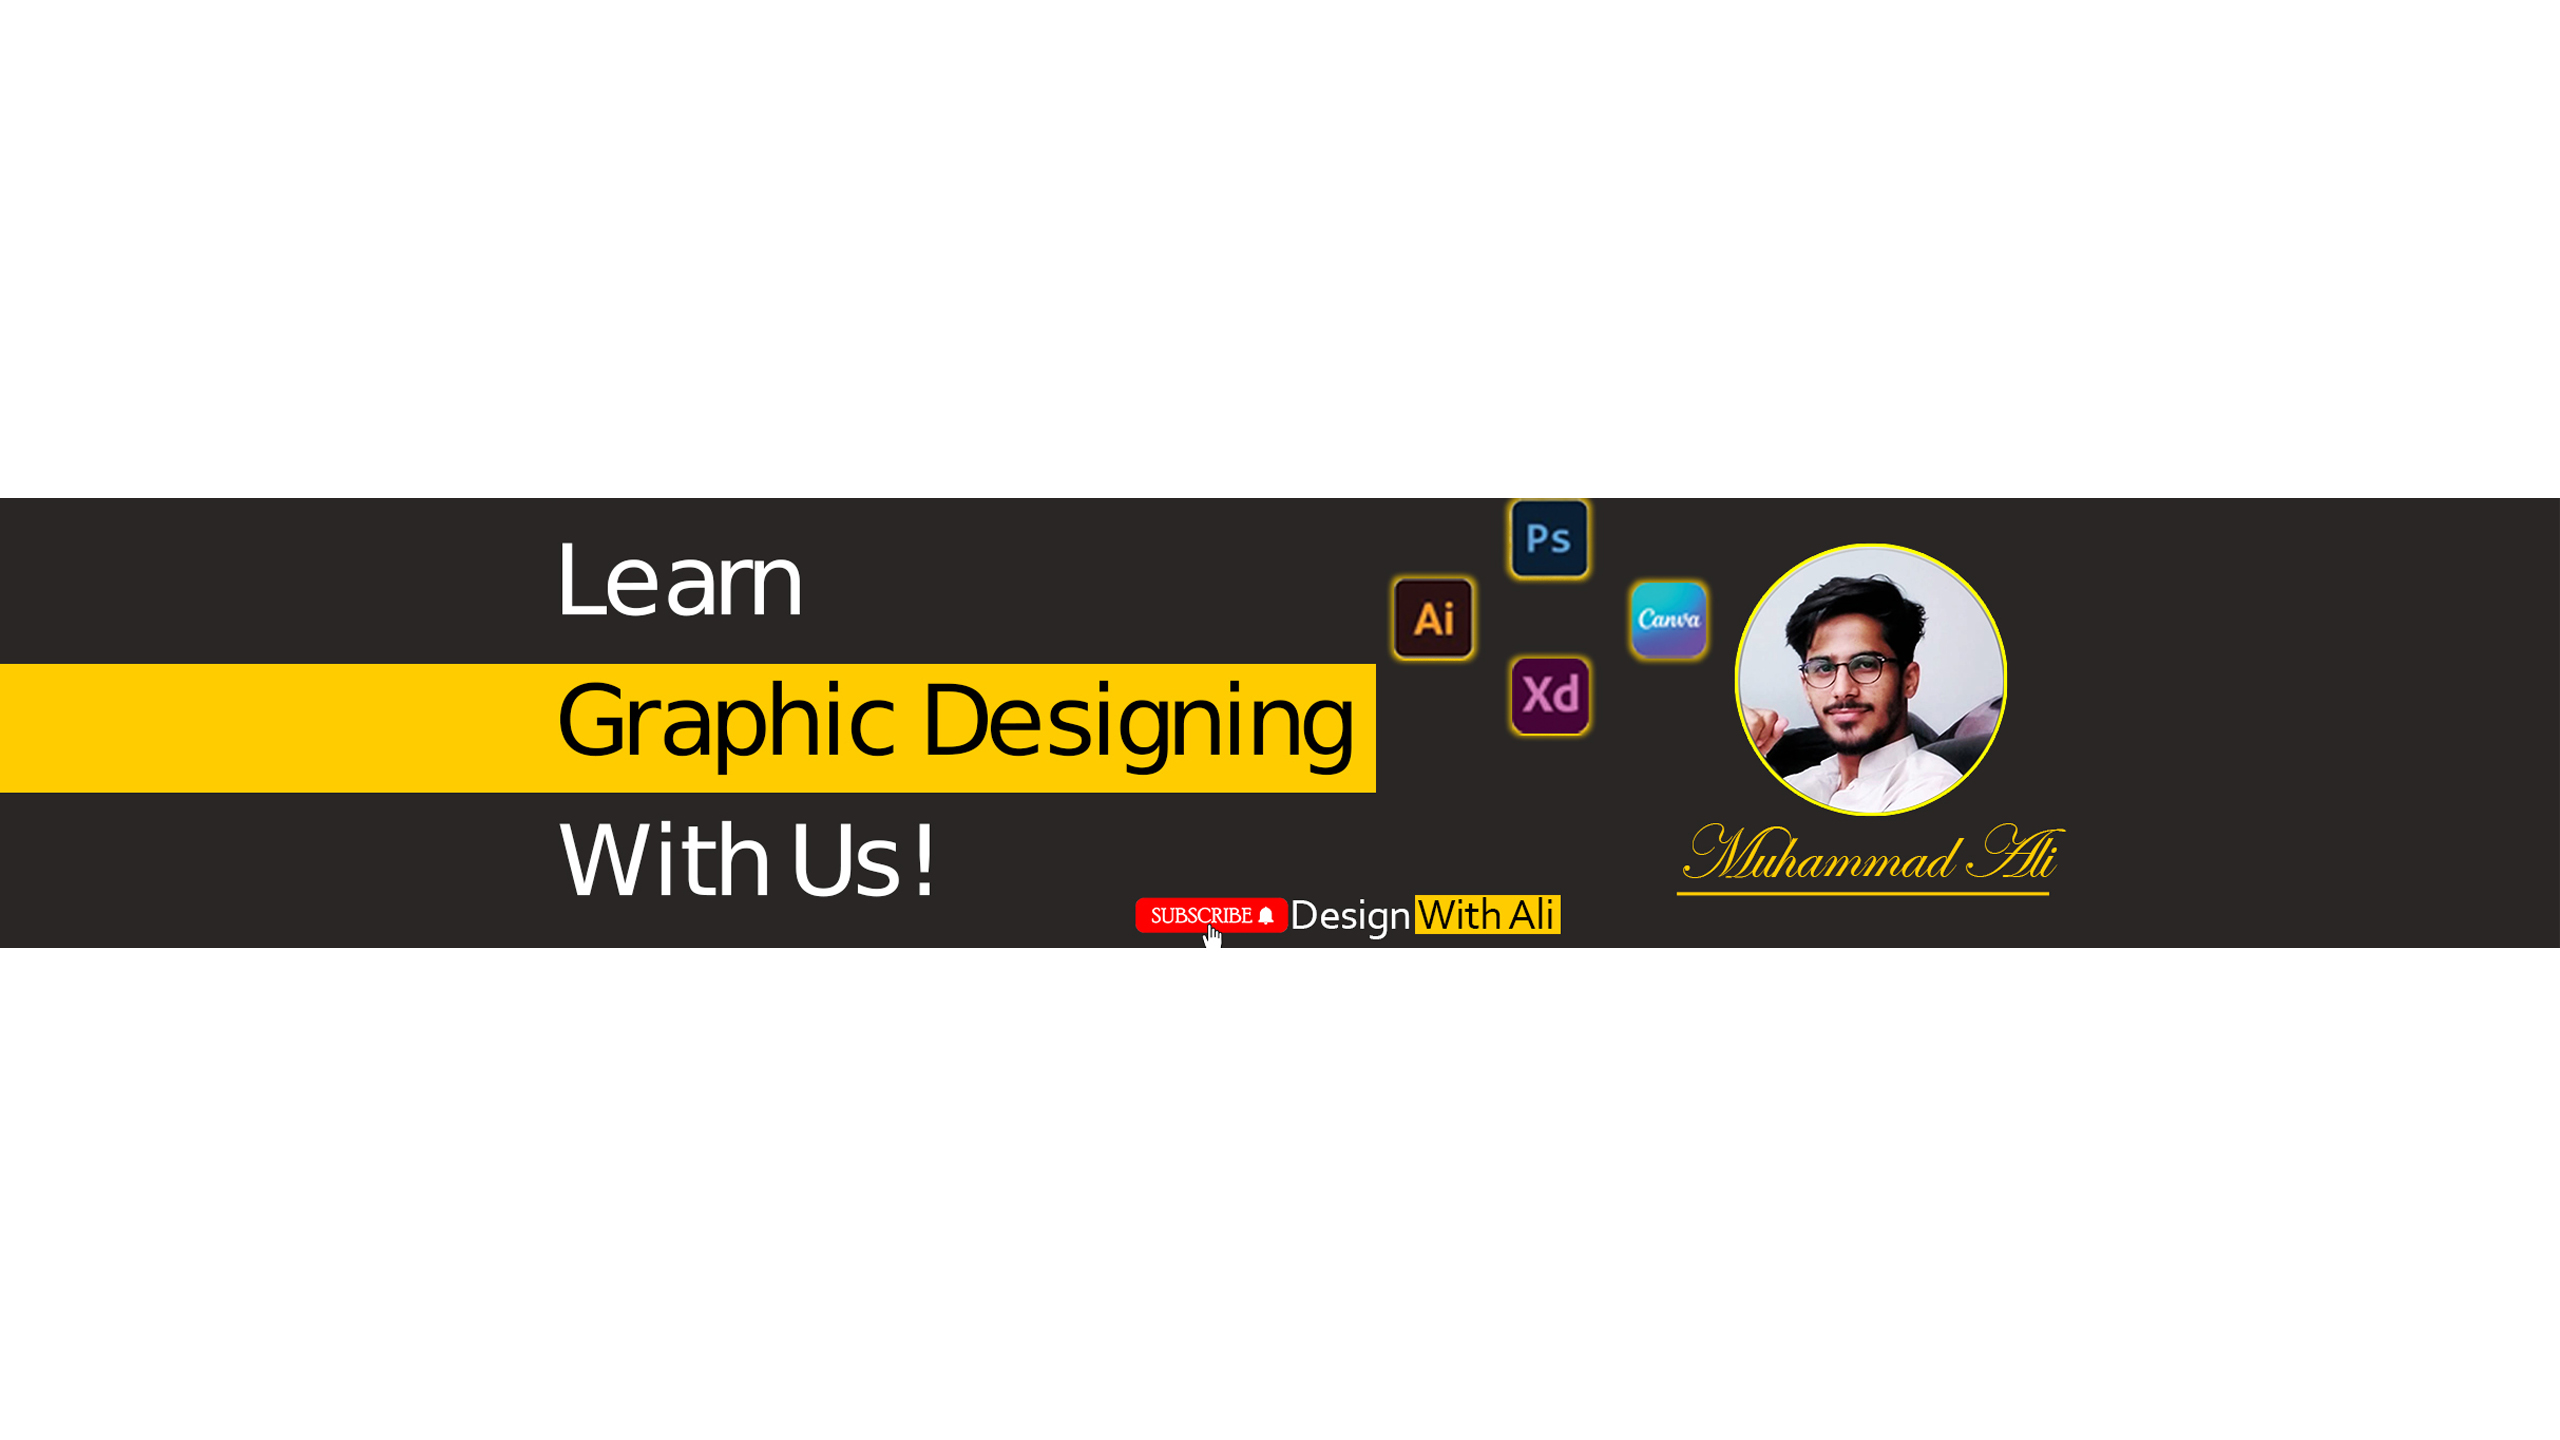 Learn
Graphic Designing
With Us!
Ps
Ai
Canva
Xd
Muhammad Ali
SUBSCRIBE
Design With Ali